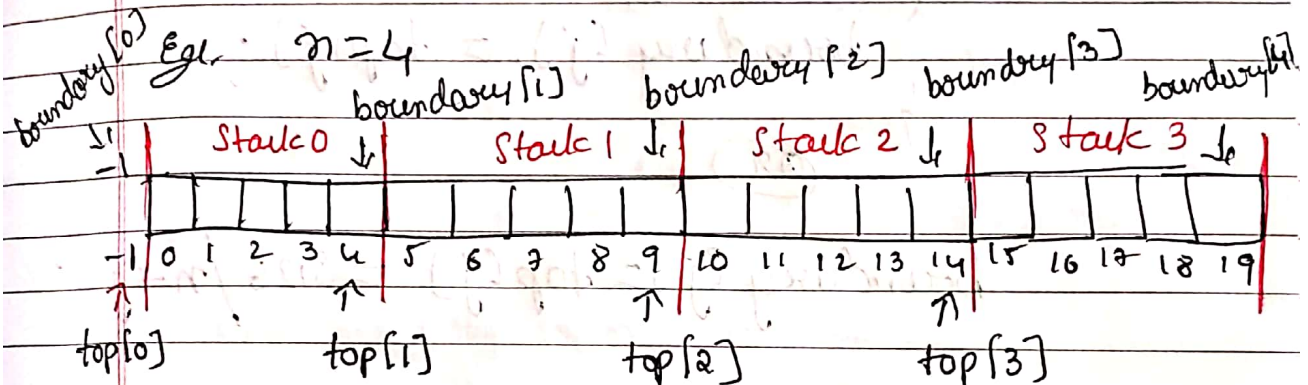 boundary[0] Eg:. n=4.
boundary[1] boundary[2] boundry[3] boundary[4]
-1 Stack 0 Stack 1 Stack 2 Stack 3
-1 0 1 2 3 4 5 6 7 8 9 10 11 12 13 14 15 16 17 18 19
top[0] top[1] top[2] top[3]